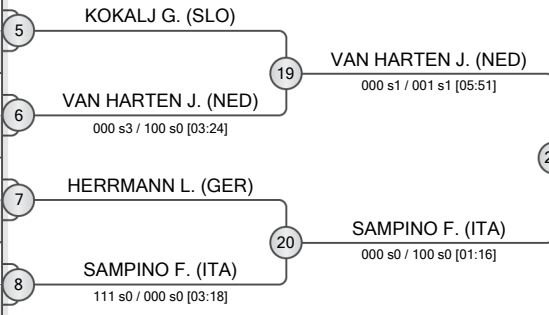 KOKALJ G. (SLO)
5
19
VAN HARTEN J. (NED)
000 s1 / 001 s1 [05:51]
VAN HARTEN J. (NED)
6
000 s3 / 100 s0 [03:24]
2
HERRMANN L. (GER)
7
20
SAMPINO F. (ITA)
000 s0 / 100 s0 [01:16]
SAMPINO F. (ITA)
8
111 s0 / 000 s0 [03:18]